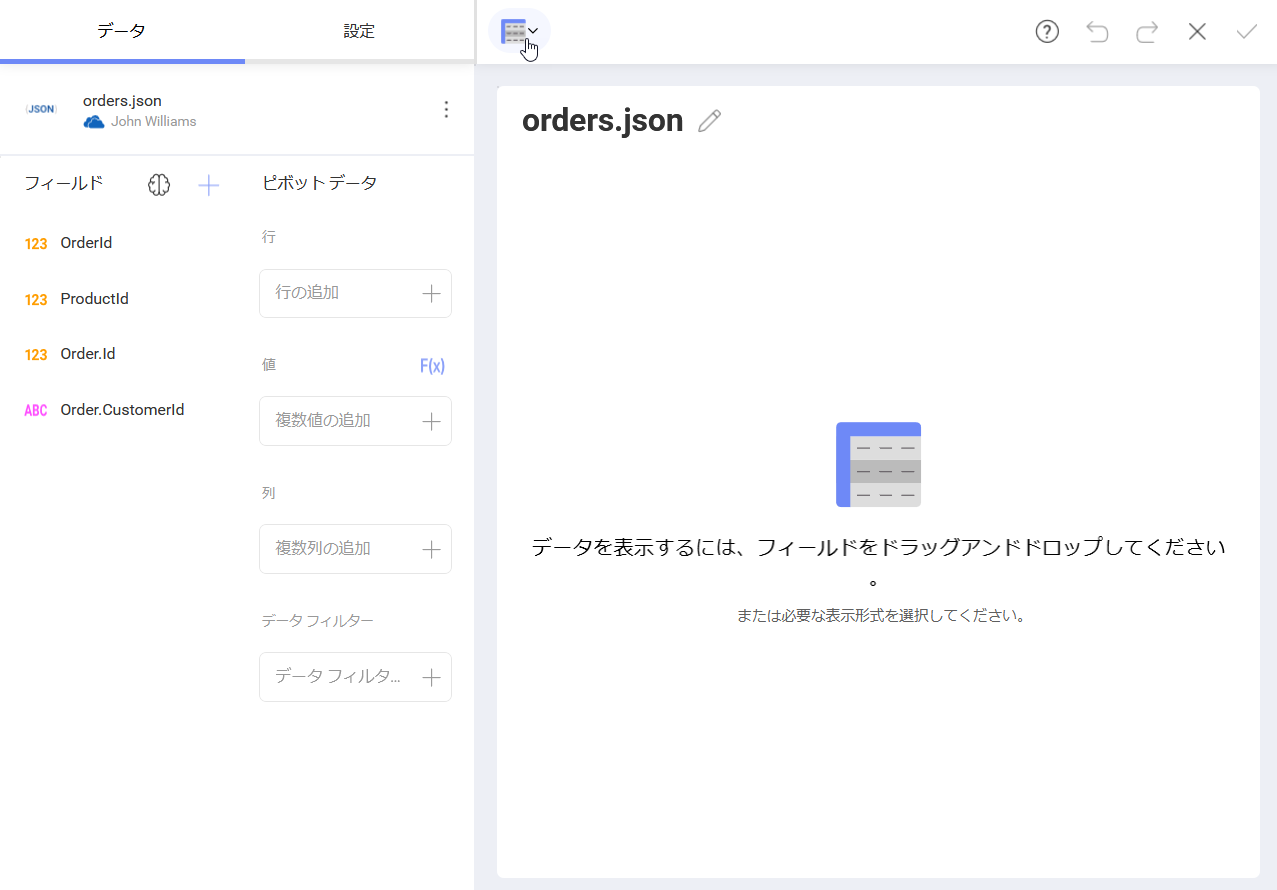 データ
設定
JSON
orders.json
John Williams
フィールド
ピボット データ
123 OrderId
123 ProductId
123 Order.Id
ABC Order.CustomerId
行
行の追加
値
F(x)
複数値の追加
列
複数列の追加
データ フィルター
データ フィルタ...
?
orders.json
データを表示するには、フィールドをドラッグアンドドロップしてください
。
または必要な表示形式を選択してください。